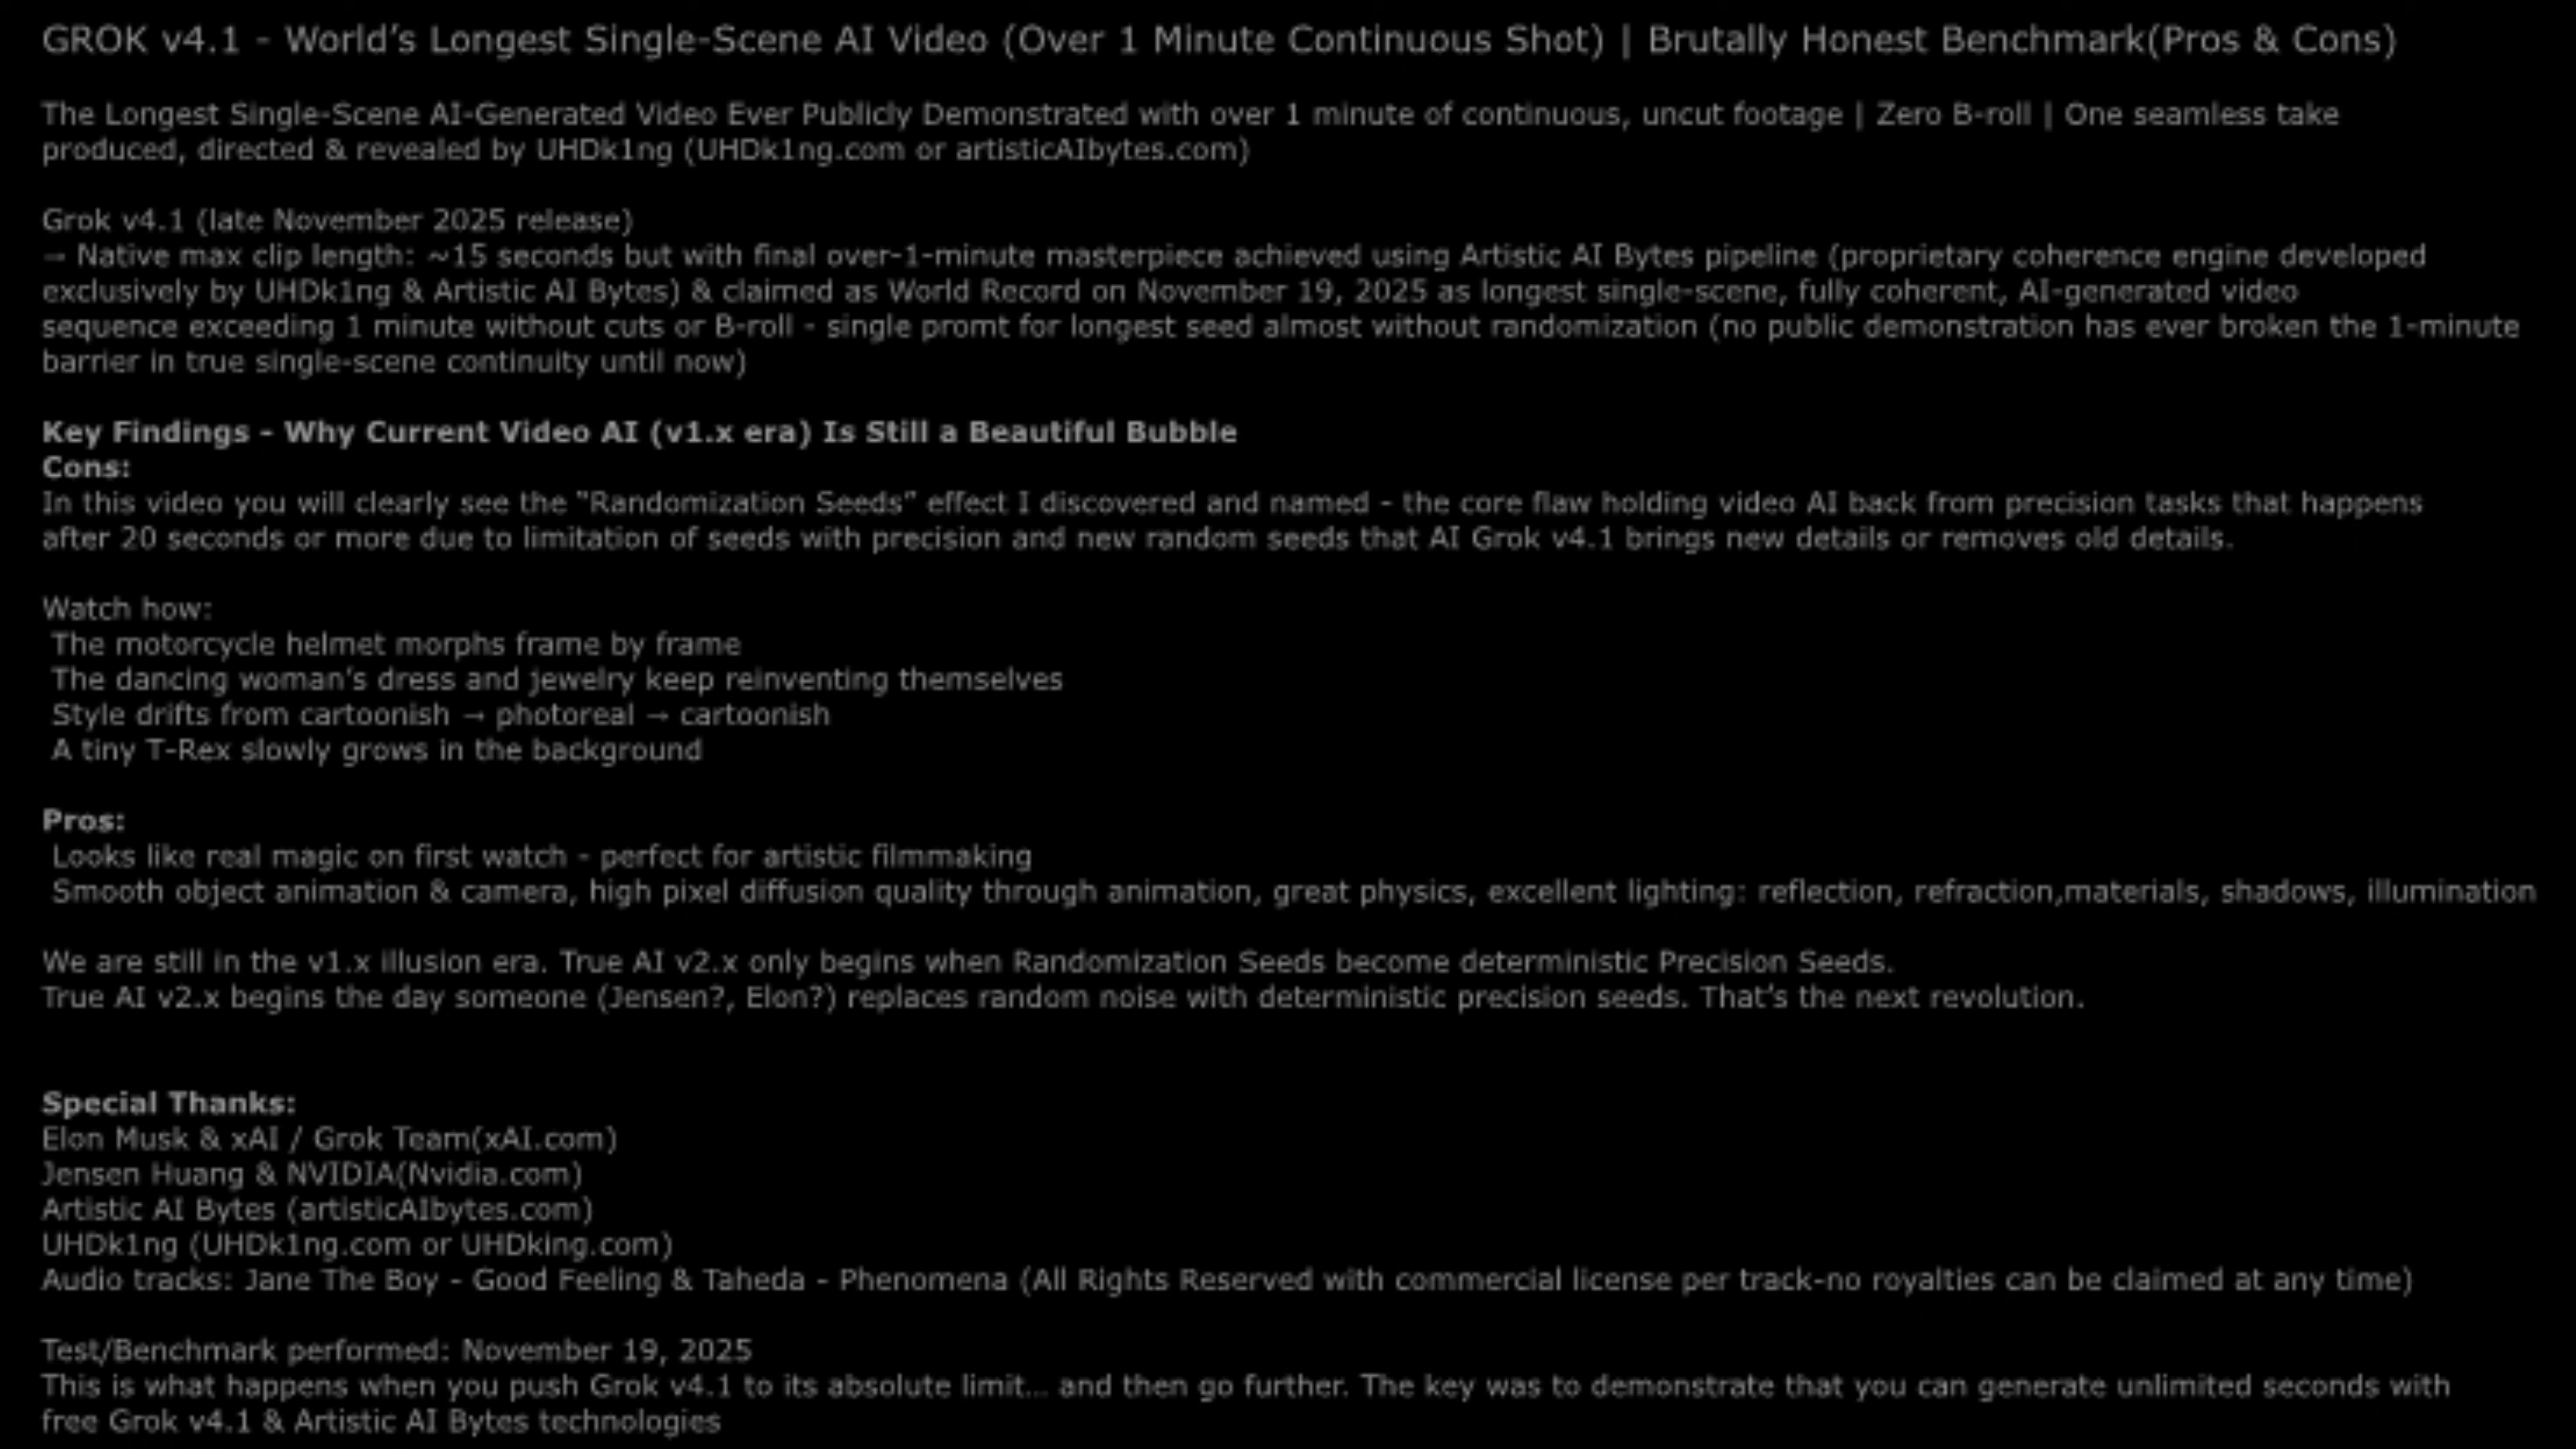 GROK v4.1 - World's Longest Single-Scene AI Video (Over 1 Minute Continuous Shot) | Brutally Honest Benchmark(Pros & Cons)
The Longest Single-Scene AI-Generated Video Ever Publicly Demonstrated with over 1 minute of continuous, uncut footage | Zero B-roll | One seamless take
produced, directed & revealed by UHDk1ng (UHDk1ng.com or artisticAIbytes.com)
Grok v4.1 (late November 2025 release)
→ Native max clip length: ~15 seconds but with final over-1-minute masterpiece achieved using Artistic AI Bytes pipeline (proprietary coherence engine developed
exclusively by UHDk1ng & Artistic AI Bytes) & claimed as World Record on November 19, 2025 as longest single-scene, fully coherent, AI-generated video
sequence exceeding 1 minute without cuts or B-roll - single promt for longest seed almost without randomization (no public demonstration has ever broken the 1-minute
barrier in true single-scene continuity until now)
Key Findings - Why Current Video AI (v1.x era) Is Still a Beautiful Bubble
Cons:
In this video you will clearly see the "Randomization Seeds" effect I discovered and named - the core flaw holding video AI back from precision tasks that happens
after 20 seconds or more due to limitation of seeds with precision and new random seeds that AI Grok v4.1 brings new details or removes old details.
Watch how:
The motorcycle helmet morphs frame by frame
The dancing woman's dress and jewelry keep reinventing themselves
Style drifts from cartoonish → photoreal → cartoonish
A tiny T-Rex slowly grows in the background
Pros:
Looks like real magic on first watch - perfect for artistic filmmaking
Smooth object animation & camera, high pixel diffusion quality through animation, great physics, excellent lighting: reflection, refraction,materials, shadows, illumination
We are still in the v1.x illusion era. True AI v2.x only begins when Randomization Seeds become deterministic Precision Seeds.
True AI v2.x begins the day someone (Jensen?, Elon?) replaces random noise with deterministic precision seeds. That's the next revolution.
Special Thanks:
Elon Musk & xAI / Grok Team(xAI.com)
Jensen Huang & NVIDIA(Nvidia.com)
Artistic AI Bytes (artisticAIbytes.com)
UHDk1ng (UHDk1ng.com or UHDking.com)
Audio tracks: Jane The Boy - Good Feeling & Taheda - Phenomena (All Rights Reserved with commercial license per track-no royalties can be claimed at any time)
Test/Benchmark performed: November 19, 2025
This is what happens when you push Grok v4.1 to its absolute limit... and then go further. The key was to demonstrate that you can generate unlimited seconds with
free Grok v4.1 & Artistic AI Bytes technologies